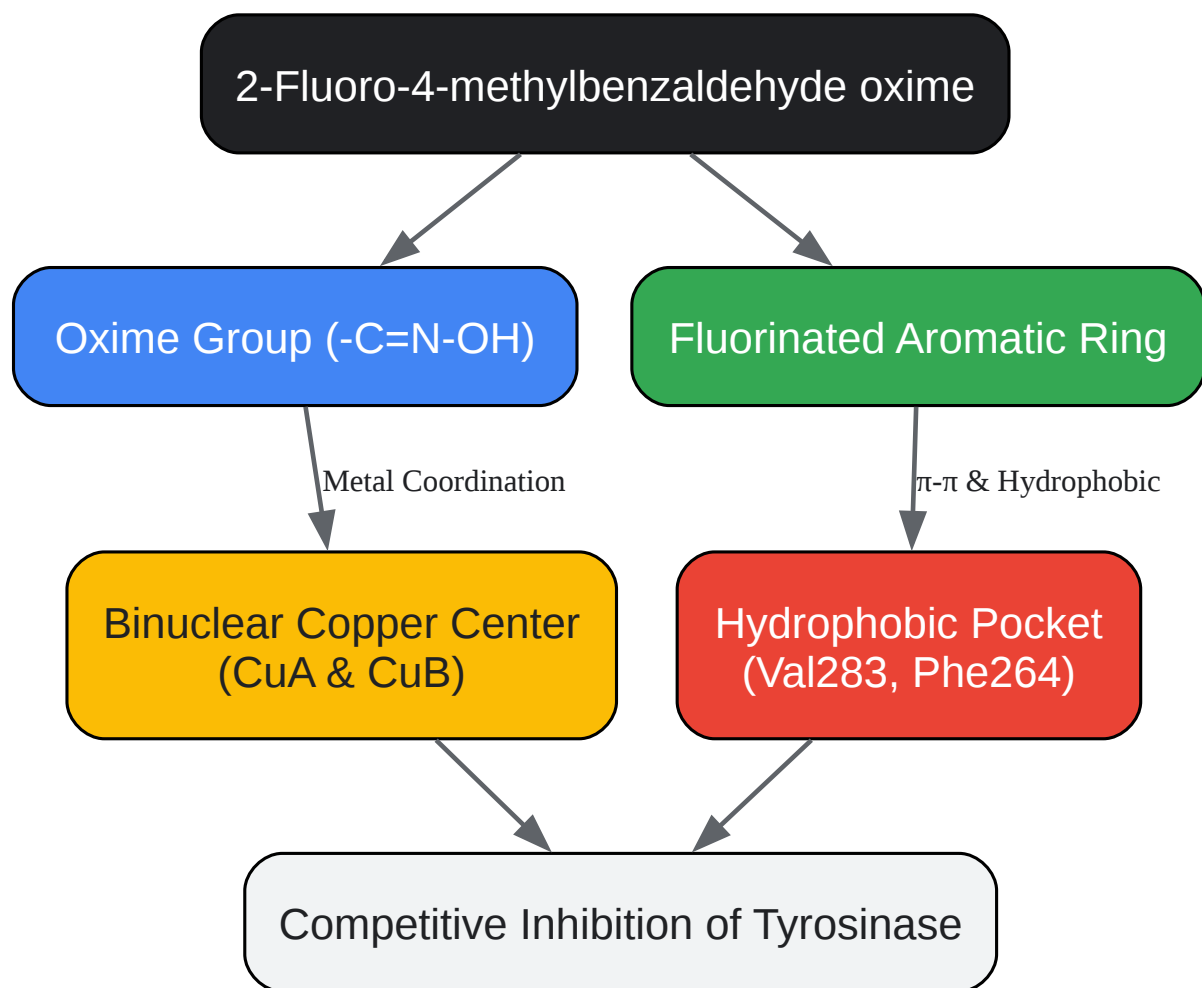 2-Fluoro-4-methylbenzaldehyde oxime
Oxime Group (-C=N-OH)
Fluorinated Aromatic Ring
Metal Coordination
π-π & Hydrophobic
Binuclear Copper Center
(CuA & CuB)
Hydrophobic Pocket
(Val283, Phe264)
Competitive Inhibition of Tyrosinase